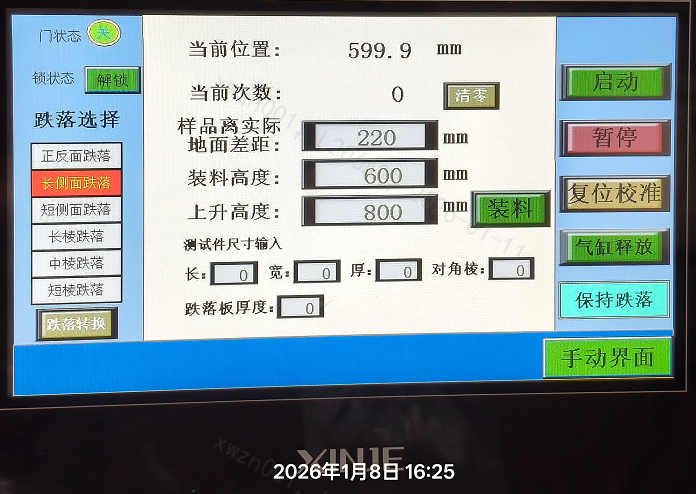 门状态 关
锁状态 解锁
跌落选择
正反面跌落
长侧面跌落
短侧面跌落
长棱跌落
中棱跌落
短棱跌落
跌落转换
当前位置: 599.9 mm
当前次数: 0 清零
样品离实际
地面差距: 220 mm
装料高度: 600 mm
上升高度: 800 mm 装料
测试件尺寸输入
长: 0 宽: 0 厚: 0 对角棱: 0
跌落板厚度: 0
启动
暂停
复位校准
气缸释放
保持跌落
手动界面
XINJE
2026年1月8日 16:25